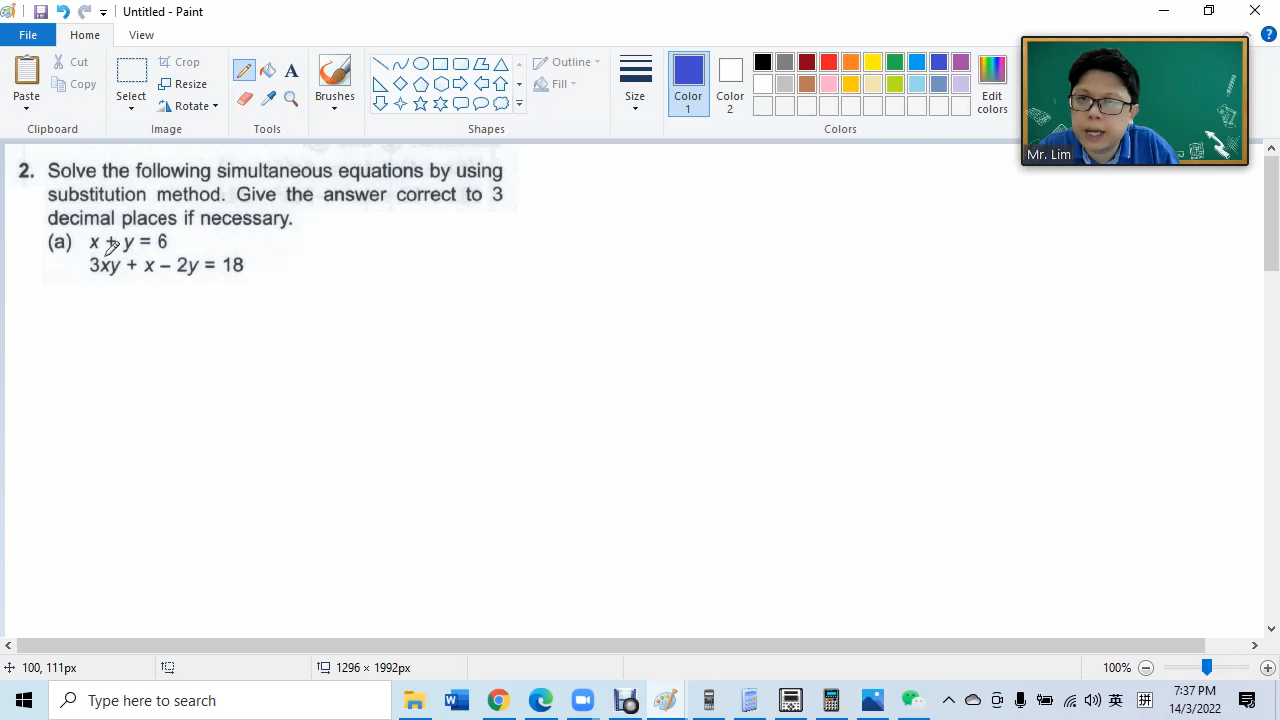 Untitled - Paint
File
Home
View
Paste
Cut
Copy
Clipboard
Select
Crop
Resize
Rotate
Image
A
Tools
Brushes
Shapes
Outline
Fill
Size
Color 1
Color 2
Edit colors
Colors
Mr. Lim
2. Solve the following simultaneous equations by using
substitution method. Give the answer correct to 3
decimal places if necessary.
(a) x + y = 6
3xy + x – 2y = 18
100, 111px
1296 × 1992px
100%
Type here to search
英
拼
7:37 PM
14/3/2022